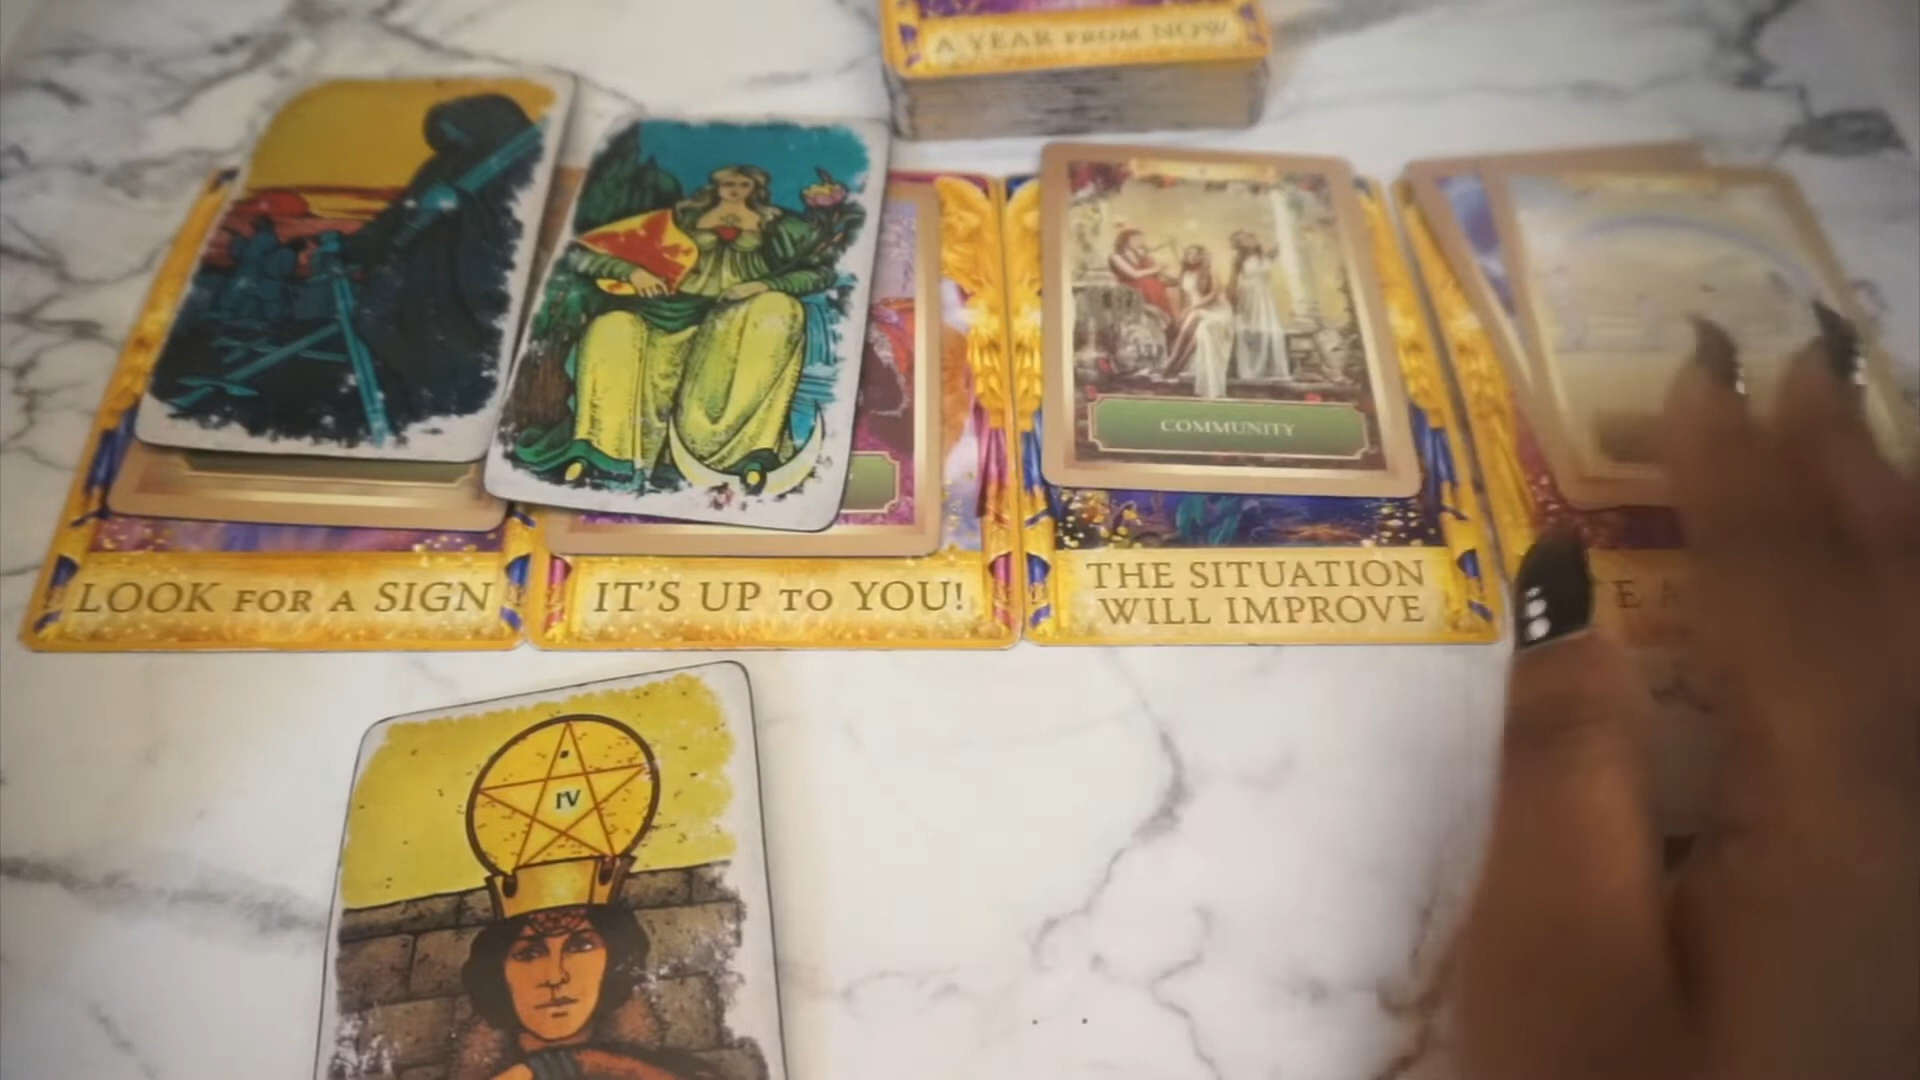 A YEAR FROM NOW
COMMUNITY
LOOK FOR A SIGN
IT'S UP TO YOU!
THE SITUATION
WILL IMPROVE
IV